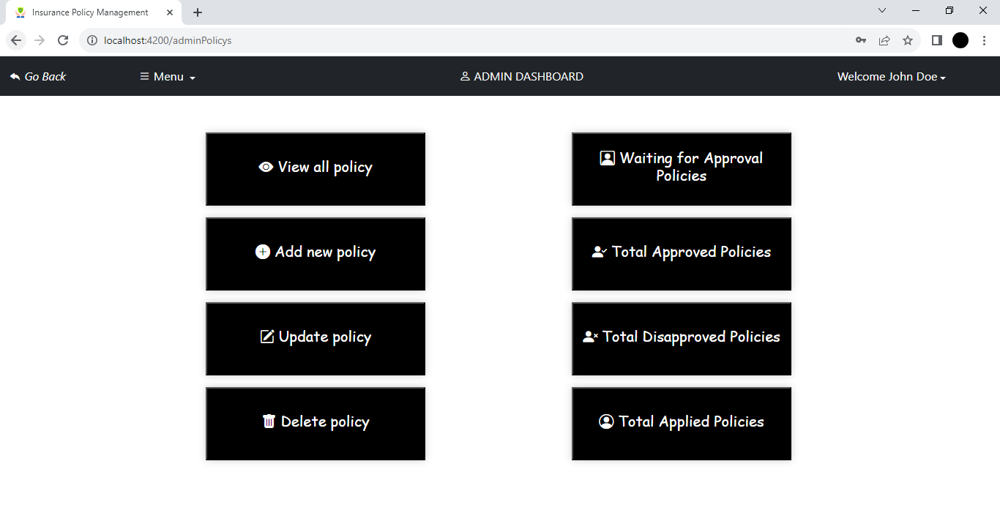 Insurance Policy Management
localhost:4200/adminPolicys
Go Back
Menu
ADMIN DASHBOARD
Welcome John Doe
View all policy
Waiting for Approval
Policies
Add new policy
Total Approved Policies
Update policy
Total Disapproved Policies
Delete policy
Total Applied Policies